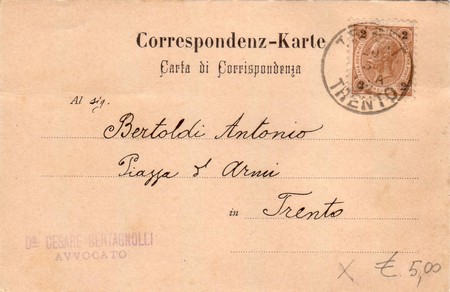 Correspondenz-Karte
Carta di Corrispondenza
2 2
TRENTO
Al sig.
Bertoldi Antonio
Piazza d'Armi
in Trento
Dr. CESARE BERTAGNOLLI
AVVOCATO
X € 5,00